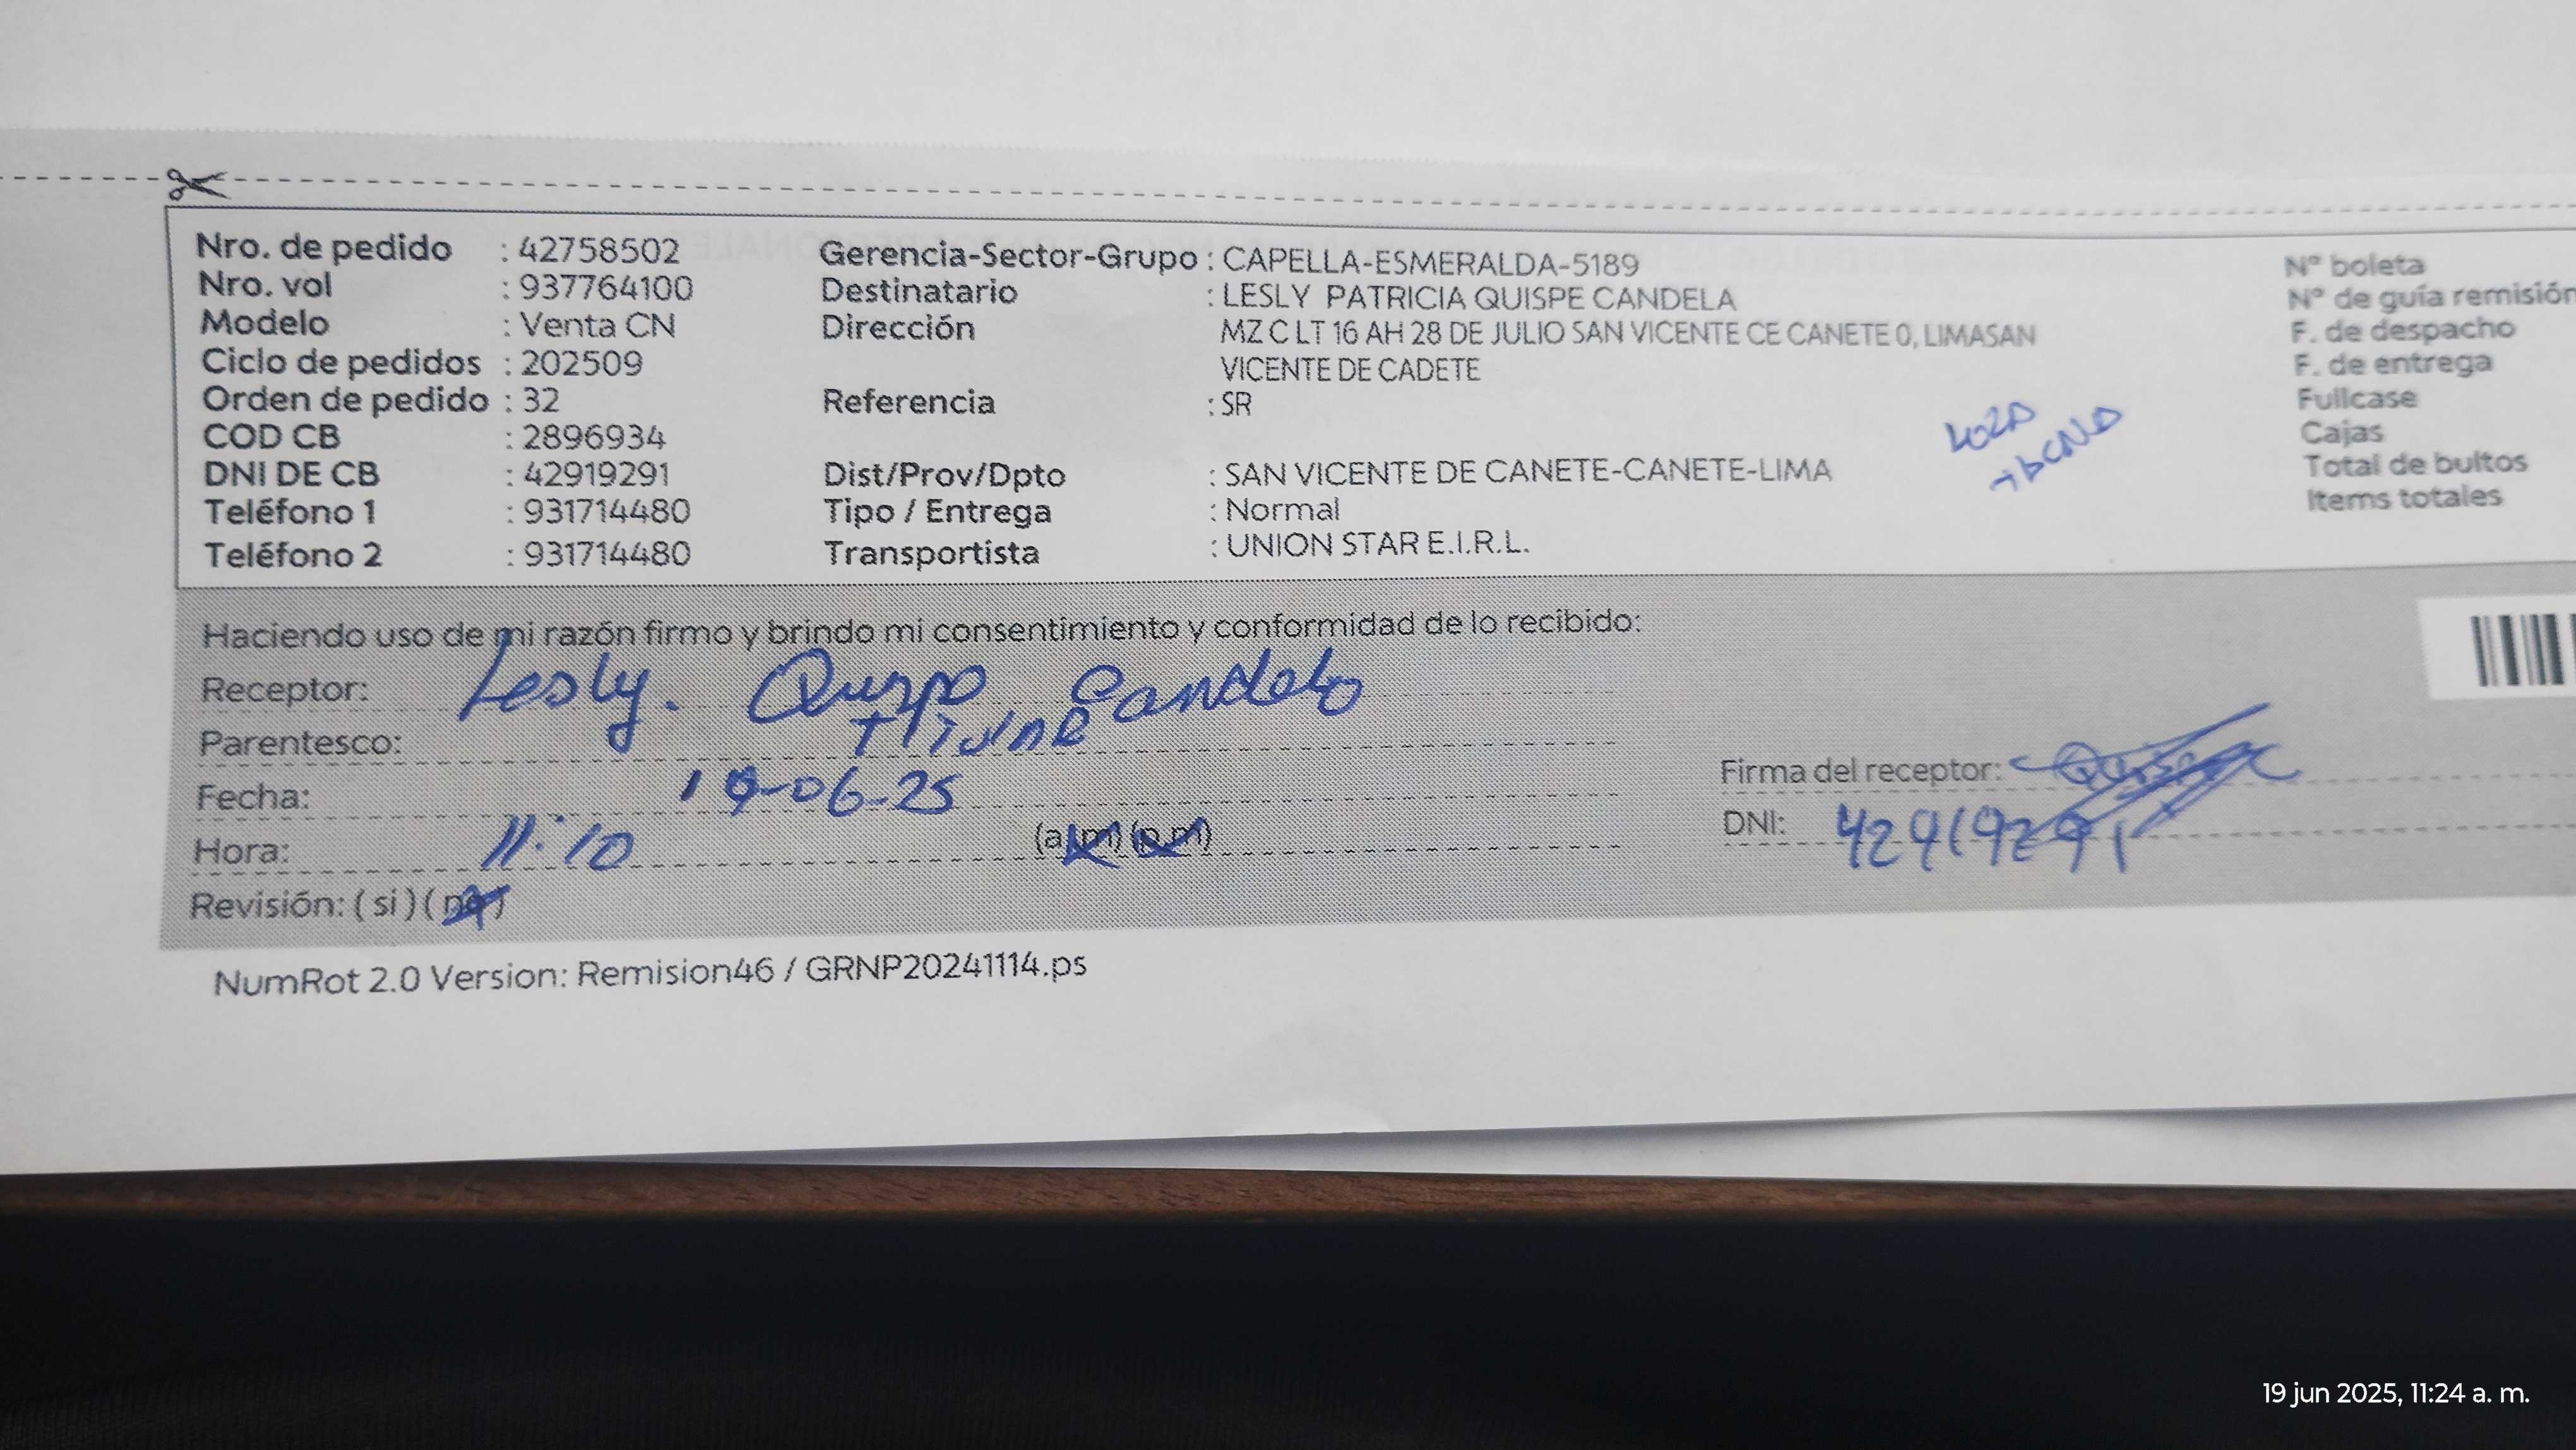 Nro. de pedido : 42758502
Nro. vol : 937764100
Modelo : Venta CN
Ciclo de pedidos : 202509
Orden de pedido : 32
COD CB : 2896934
DNI DE CB : 42919291
Teléfono 1 : 931714480
Teléfono 2 : 931714480
Gerencia-Sector-Grupo : CAPELLA-ESMERALDA-5189
Destinatario : LESLY PATRICIA QUISPE CANDELA
Dirección MZ C LT 16 AH 28 DE JULIO SAN VICENTE CE CANETE 0, LIMASAN
VICENTE DE CADETE
Referencia : SR
Dist/Prov/Dpto : SAN VICENTE DE CANETE-CANETE-LIMA
Tipo / Entrega : Normal
Transportista : UNION STAR E.I.R.L.
N° boleta
N° de guía remisión
F. de despacho
F. de entrega
Fullcase
Cajas
Total de bultos
Items totales
Haciendo uso de mi razón firmo y brindo mi consentimiento y conformidad de lo recibido:
Receptor: Lesly. Quispe Candela
Parentesco:
Fecha: 19-06-25
Hora: 11:10 (a.m) (p.m)
Revisión: ( si ) ( no )
Firma del receptor:
DNI: 42919291
NumRot 2.0 Version: Remision46 / GRNP20241114.ps
19 jun 2025, 11:24 a. m.